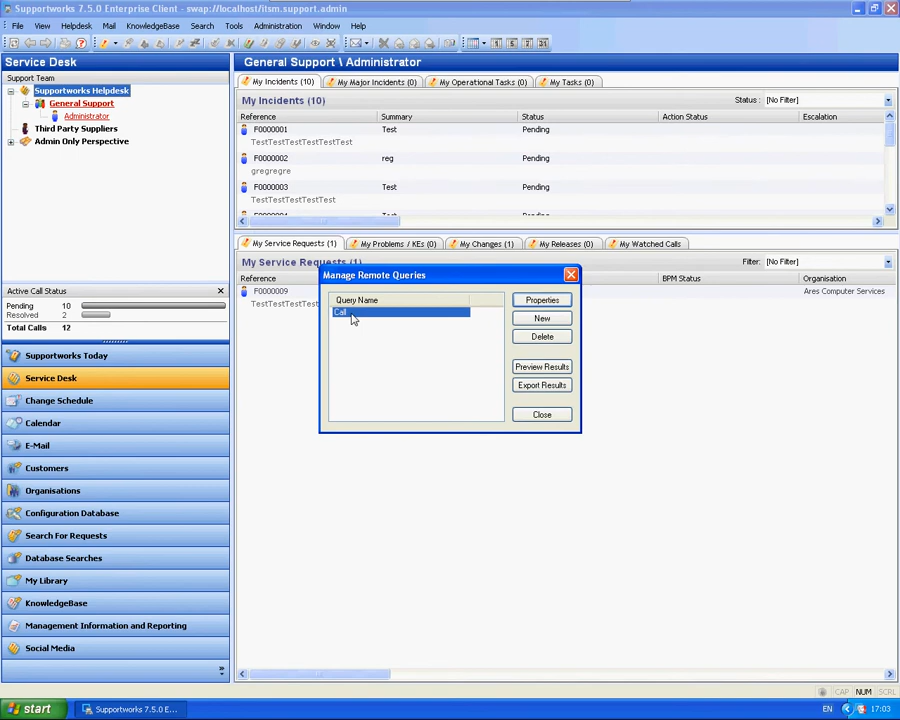 Supportworks 7.5.0 Enterprise Client - swap://localhost/itsm.support.admin
File View Helpdesk Mail KnowledgeBase Search Tools Administration Window Help
Service Desk
General Support \ Administrator
Support Team
Supportworks Helpdesk
General Support
Administrator
Third Party Suppliers
Admin Only Perspective
My Incidents (10) My Major Incidents (0) My Operational Tasks (0) My Tasks (0)
My Incidents (10) Status : [No Filter]
Reference Summary Status Action Status Escalation
F0000001 Test Pending
TestTestTestTestTestTest
F0000002 reg Pending
gregregre
F0000003 Test Pending
TestTestTestTestTest
My Service Requests (1) My Problems / KEs (0) My Changes (1) My Releases (0) My Watched Calls
My Service Requests (1) Filter: [No Filter]
Reference BPM Status Organisation
F0000009 Ares Computer Services
Manage Remote Queries
Query Name
Call
Properties
New
Delete
Preview Results
Export Results
Close
Active Call Status
Pending 10
Resolved 2
Total Calls 12
Supportworks Today
Service Desk
Change Schedule
Calendar
E-Mail
Customers
Organisations
Configuration Database
Search For Requests
Database Searches
My Library
KnowledgeBase
Management Information and Reporting
Social Media
CAP NUM SCRL
start Supportworks 7.5.0 E... EN 17:03